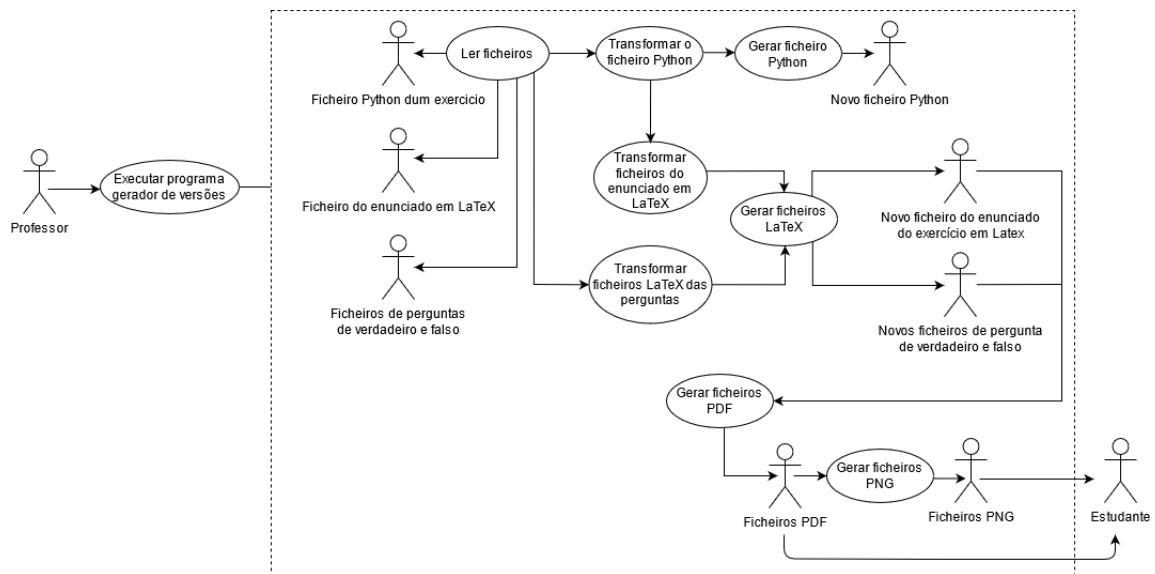 Ler ficheiros
Transformar o
ficheiro Python
Gerar ficheiro
Python
Ficheiro Python dum exercicio
Novo ficheiro Python
Executar programa
gerador de versões
Professor
Ficheiro do enunciado em LaTeX
Transformar
ficheiros do
enunciado em
LaTeX
Gerar ficheiros
LaTeX
Novo ficheiro do enunciado
do exercício em Latex
Transformar
ficheiros LaTeX das
perguntas
Ficheiros de perguntas
de verdadeiro e falso
Novos ficheiros de pergunta
de verdadeiro e falso
Gerar ficheiros
PDF
Gerar ficheiros
PNG
Ficheiros PDF
Ficheiros PNG
Estudante